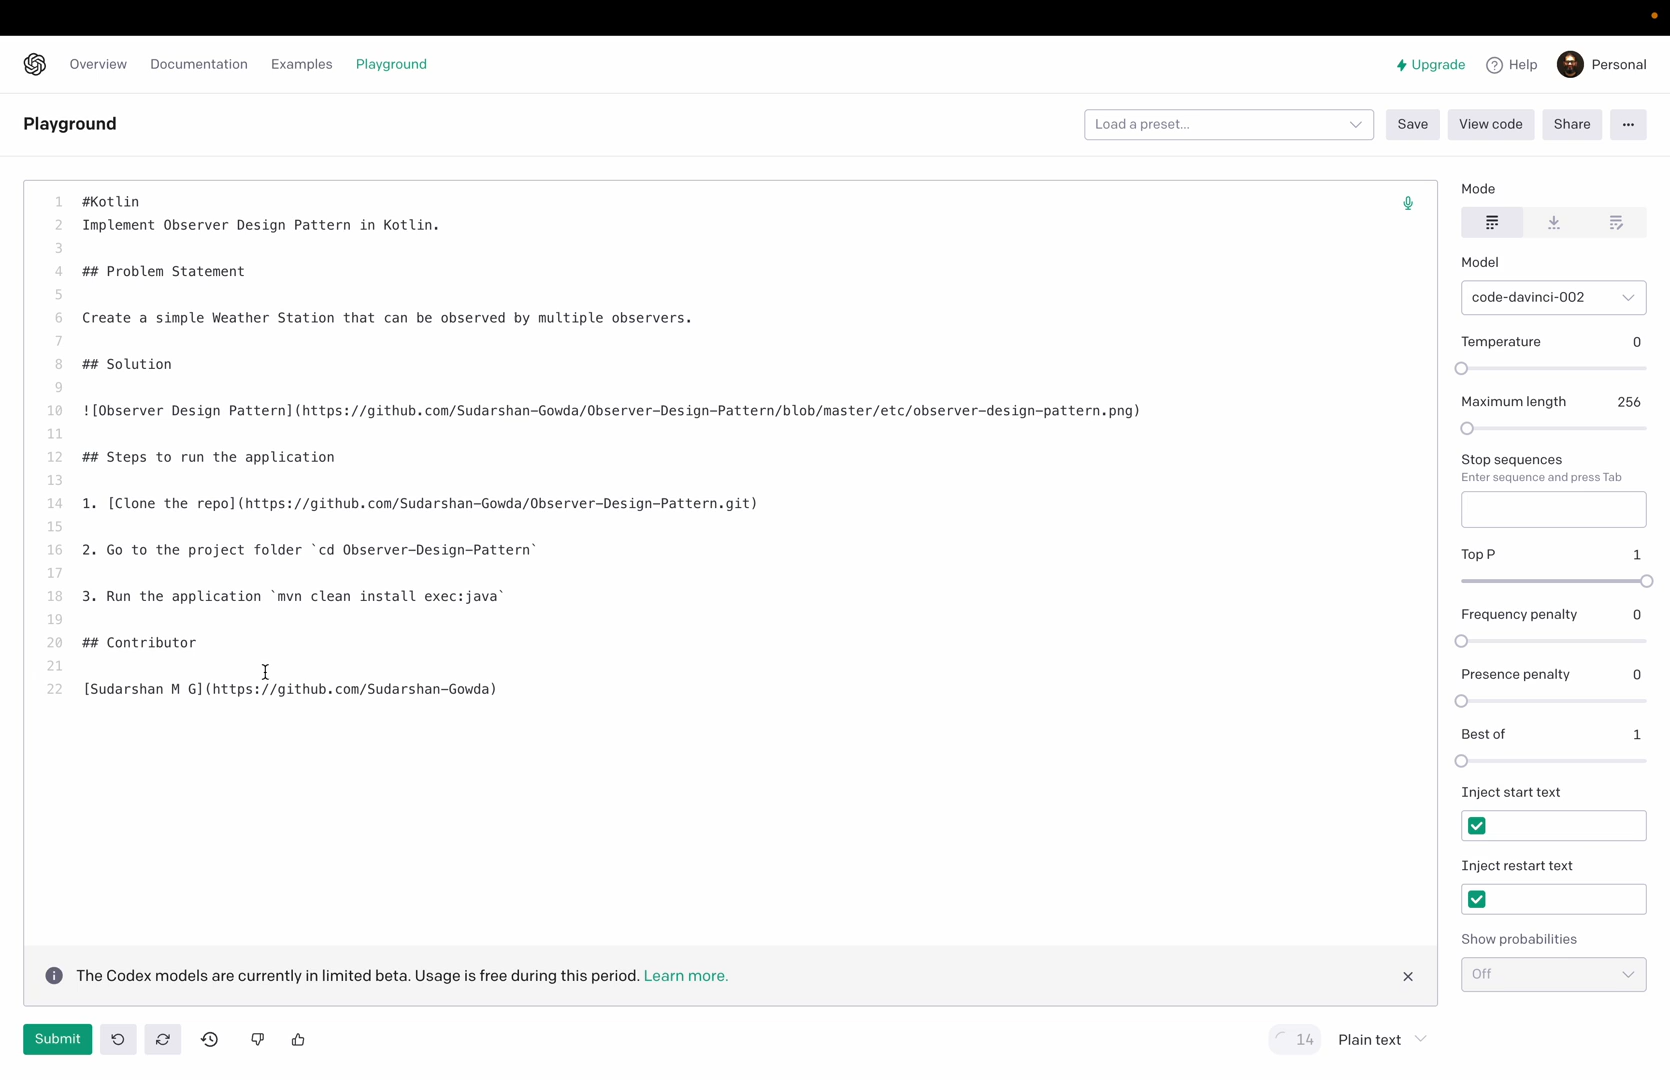 Overview Documentation Examples Playground Upgrade Help Personal
Playground Load a preset... Save View code Share ...
1 #Kotlin
2 Implement Observer Design Pattern in Kotlin.
3
4 ## Problem Statement
5
6 Create a simple Weather Station that can be observed by multiple observers.
7
8 ## Solution
9
10 ![Observer Design Pattern](https://github.com/Sudarshan-Gowda/Observer-Design-Pattern/blob/master/etc/observer-design-pattern.png)
11
12 ## Steps to run the application
13
14 1. [Clone the repo](https://github.com/Sudarshan-Gowda/Observer-Design-Pattern.git)
15
16 2. Go to the project folder `cd Observer-Design-Pattern`
17
18 3. Run the application `mvn clean install exec:java`
19
20 ## Contributor
21
22 [Sudarshan M G](https://github.com/Sudarshan-Gowda)
The Codex models are currently in limited beta. Usage is free during this period. Learn more.
Submit 14 Plain text
Mode
Model
code-davinci-002
Temperature 0
Maximum length 256
Stop sequences
Enter sequence and press Tab
Top P 1
Frequency penalty 0
Presence penalty 0
Best of 1
Inject start text
Inject restart text
Show probabilities
Off